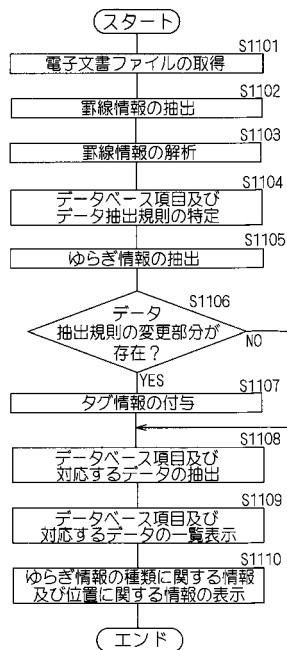 スタート
S1101
電子文書ファイルの取得
S1102
罫線情報の抽出
S1103
罫線情報の解析
S1104
データベース項目及び
データ抽出規則の特定
S1105
ゆらぎ情報の抽出
S1106
データ
抽出規則の変更部分が
存在?
NO
YES
S1107
タグ情報の付与
S1108
データベース項目及び
対応するデータの抽出
S1109
データベース項目及び
対応するデータの一覧表示
S1110
ゆらぎ情報の種類に関する情報
及び位置に関する情報の表示
エンド